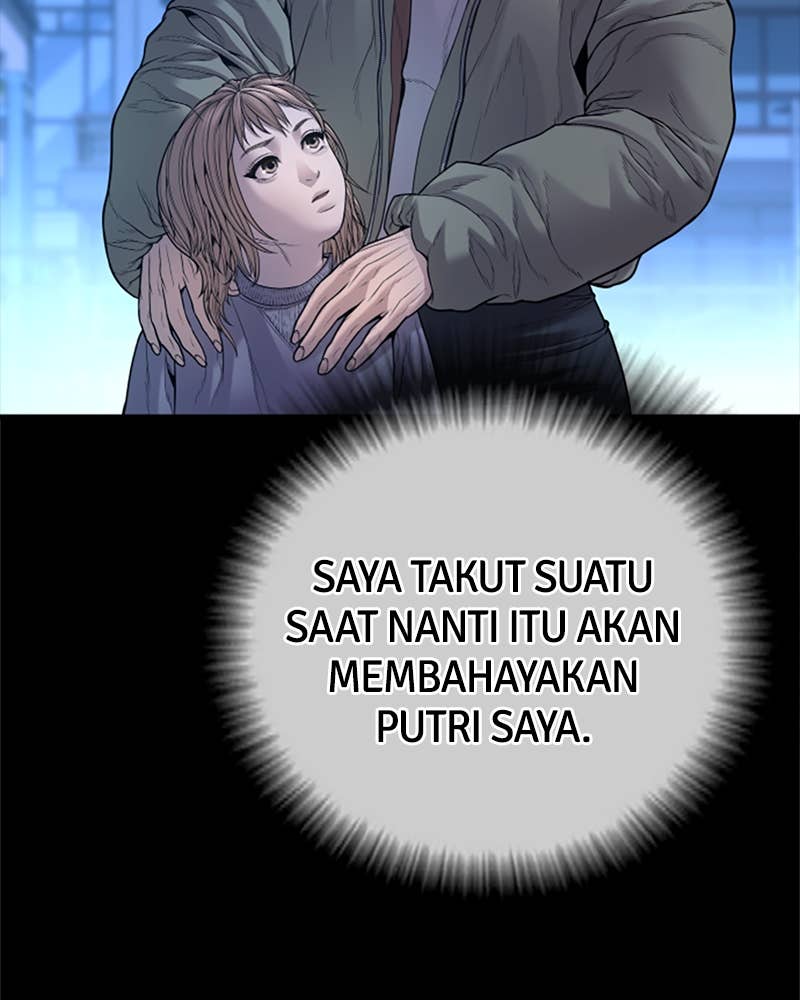 SAYA TAKUT SUATU
SAAT NANTI ITU AKAN
MEMBAHAYAKAN
PUTRI SAYA.